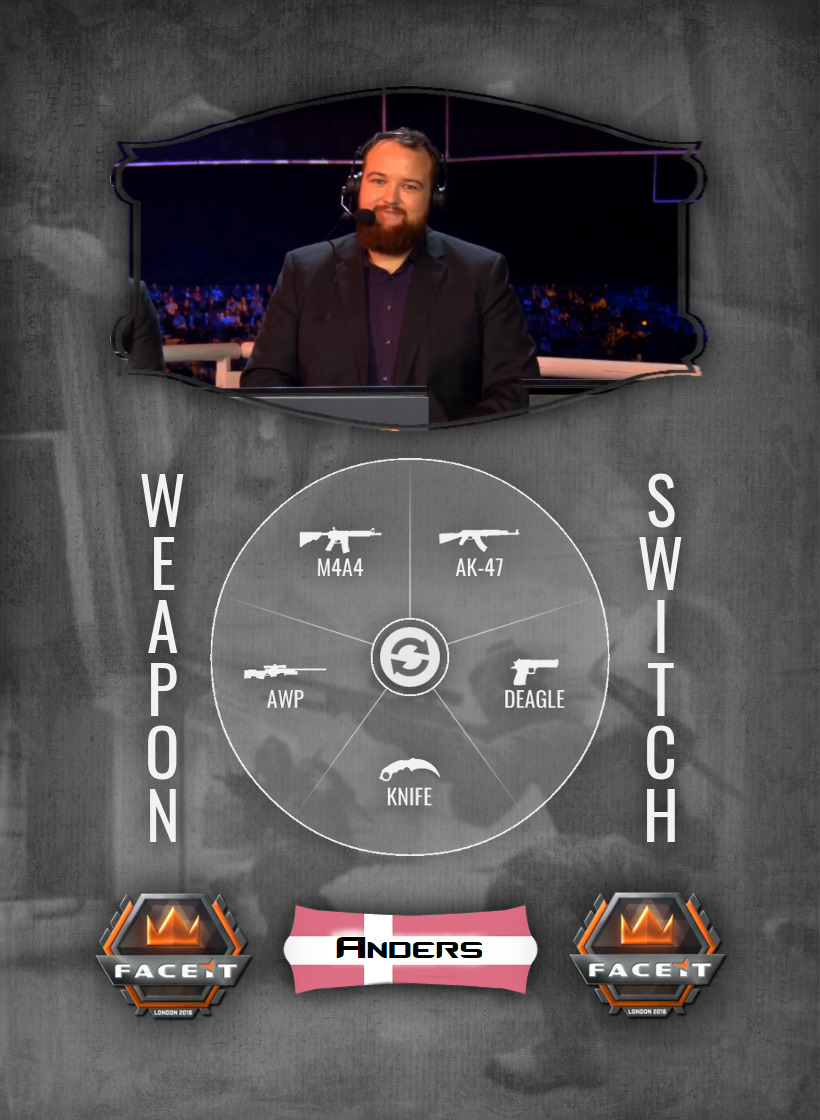 WEAPON
SWITCH
M4A4
AK-47
AWP
DEAGLE
KNIFE
FACEIT
LONDON 2018
ANDERS
FACEIT
LONDON 2018